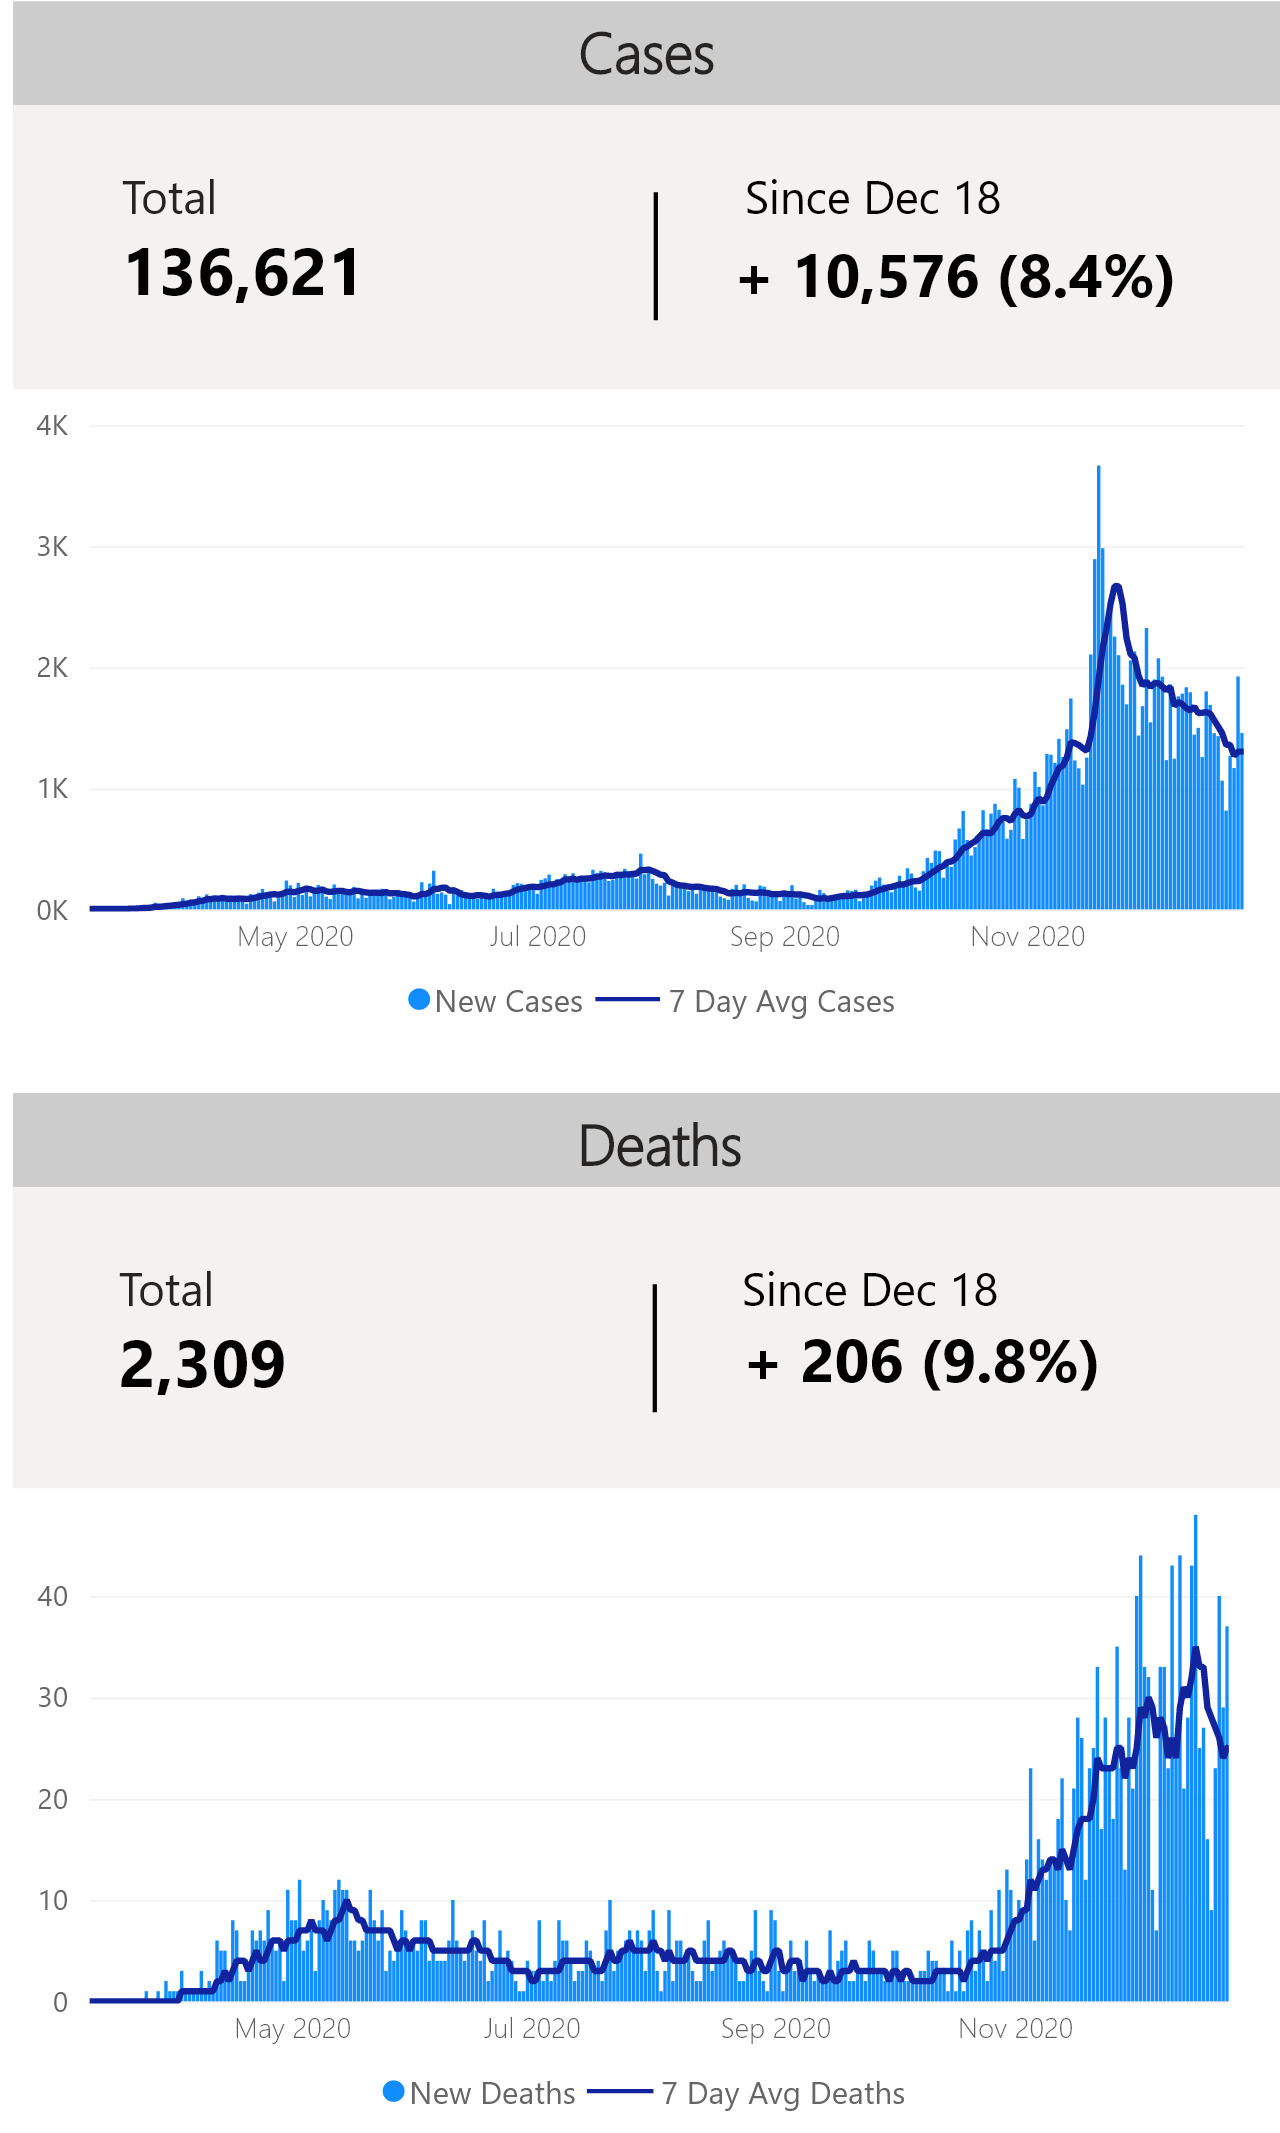 Cases
Total
Since Dec 18
136,621
+ 10,576 (8.4%)
4K
3K
2K
1K
0K
May 2020
Jul 2020
Sep 2020
Nov 2020
New Cases
7 Day Avg Cases
Deaths
Total
Since Dec 18
2,309
+ 206 (9.8%)
40
30
20
10
0
May 2020
Jul 2020
Sep 2020
Nov 2020
New Deaths
7 Day Avg Deaths